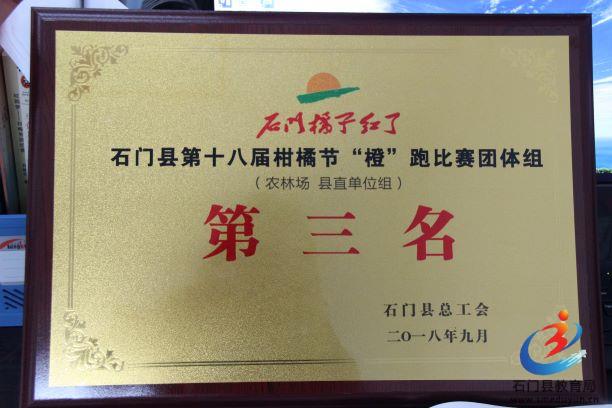 石门橘子红了
石门县第十八届柑橘节“橙”跑比赛团体组
（农林场 县直单位组）
第三名
石门县总工会
二〇一八年九月
石门县教育局